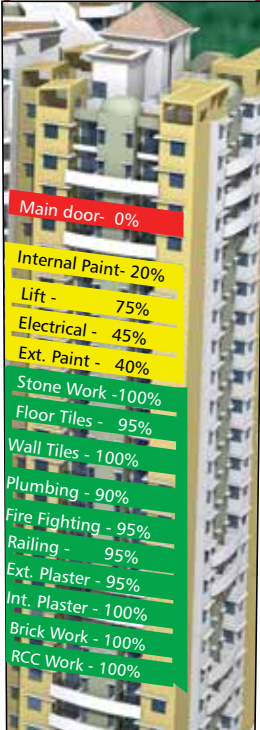 Main door- 0%
Internal Paint- 20%
Lift - 75%
Electrical - 45%
Ext. Paint - 40%
Stone Work -100%
Floor Tiles - 95%
Wall Tiles - 100%
Plumbing - 90%
Fire Fighting - 95%
Railing - 95%
Ext. Plaster - 95%
Int. Plaster - 100%
Brick Work - 100%
RCC Work - 100%